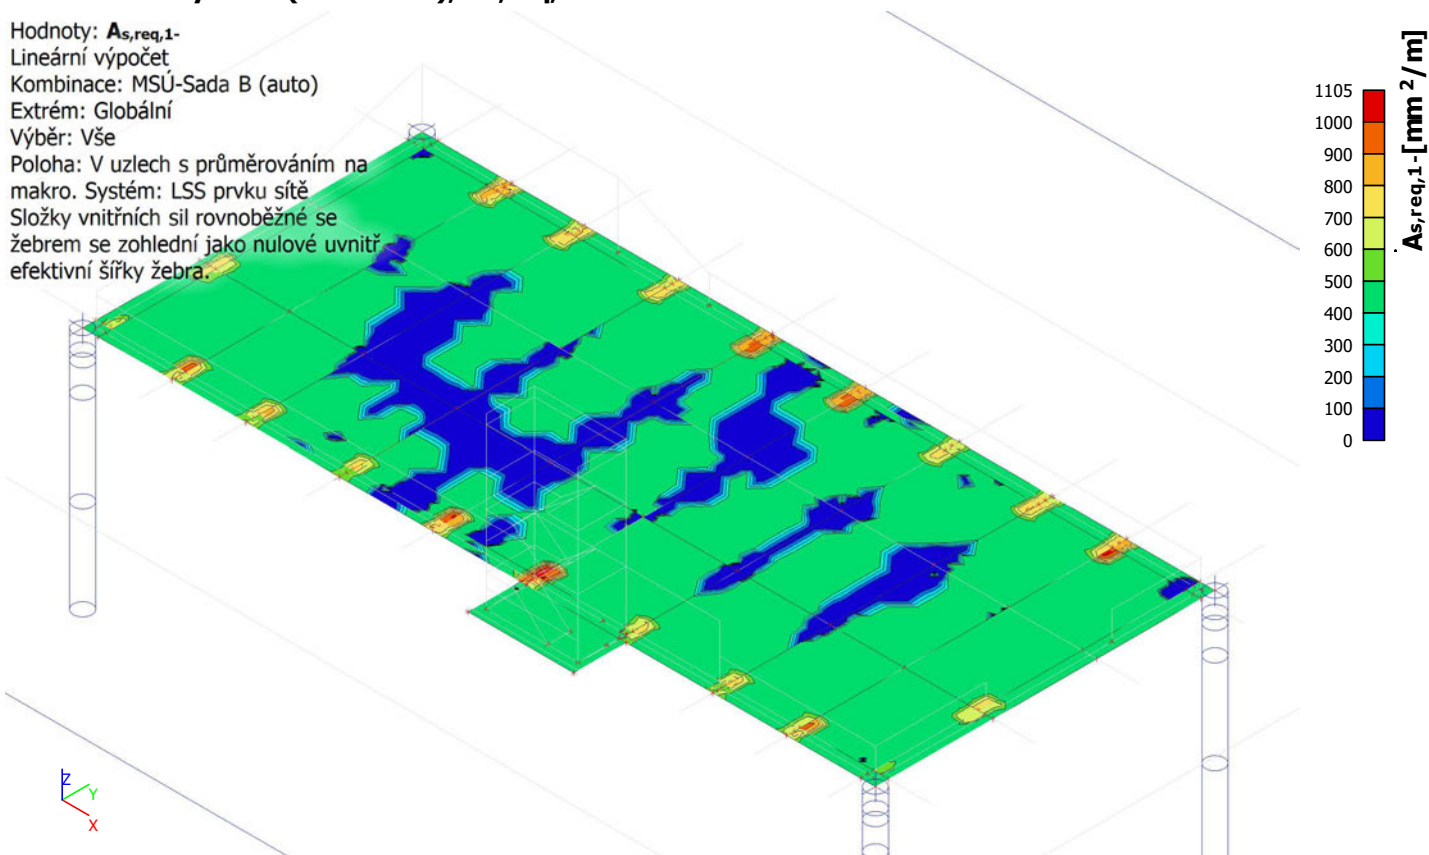 Hodnoty: As,req,1-
Lineární výpočet
Kombinace: MSÚ-Sada B (auto)
Extrém: Globální
Výběr: Vše
Poloha: V uzlech s průměrováním na
makro. Systém: LSS prvku sítě
Složky vnitřních sil rovnoběžné se
žebrem se zohlední jako nulové uvnitř
efektivní šířky žebra.
As,req,1-[mm²/m]
1105
1000
900
800
700
600
500
400
300
200
100
0
Z
Y
X